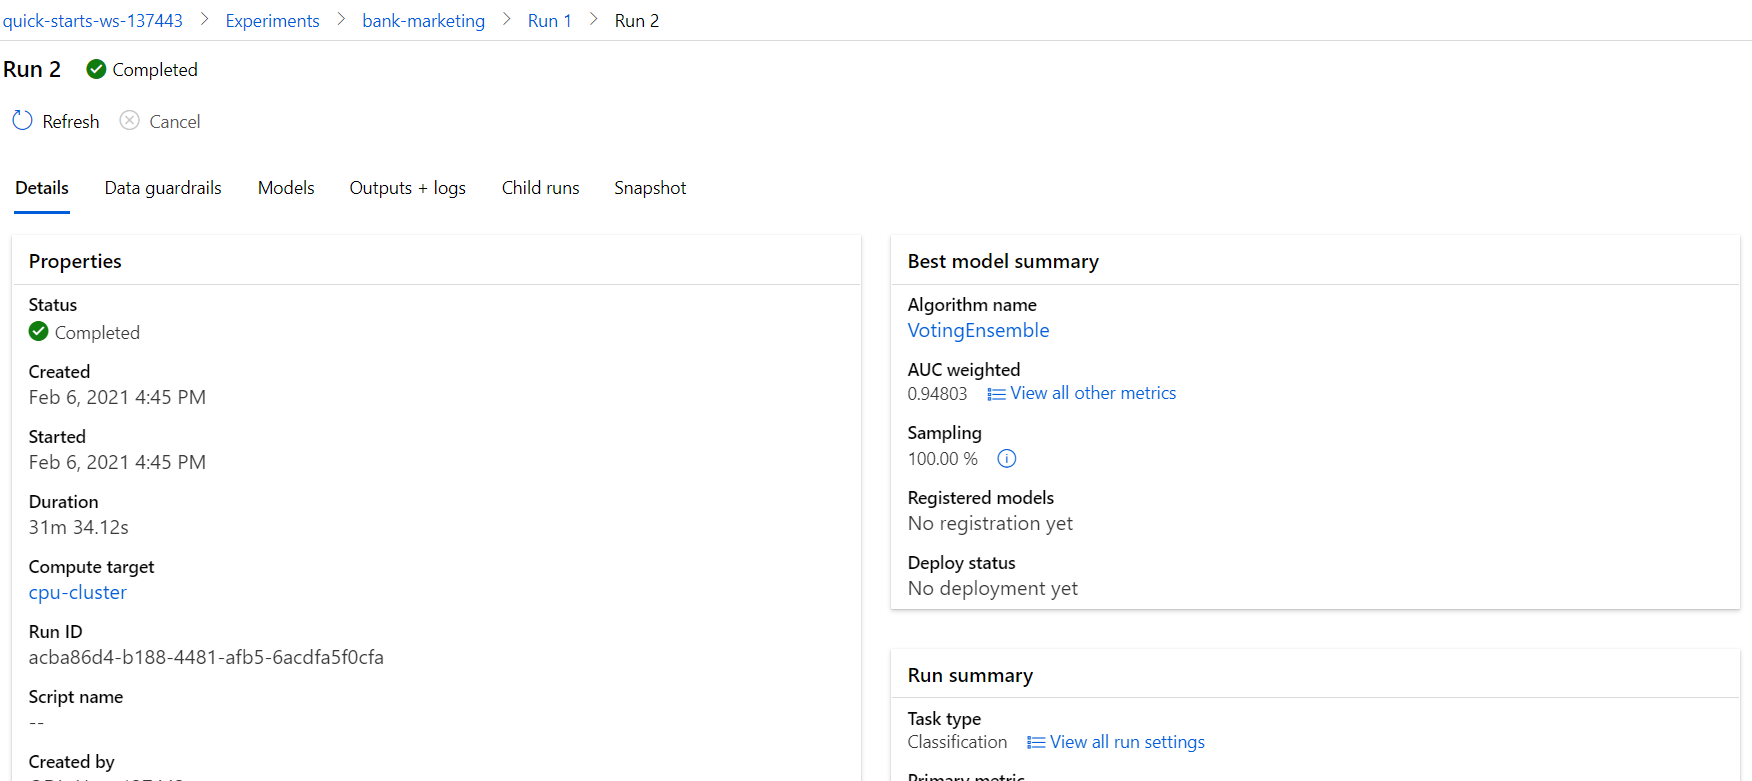 quick-starts-ws-137443 > Experiments > bank-marketing > Run 1 > Run 2
Run 2 Completed
Refresh Cancel
Details Data guardrails Models Outputs + logs Child runs Snapshot
Properties
Status
Completed
Created
Feb 6, 2021 4:45 PM
Started
Feb 6, 2021 4:45 PM
Duration
31m 34.12s
Compute target
cpu-cluster
Run ID
acba86d4-b188-4481-afb5-6acdfa5f0cfa
Script name
--
Created by
Best model summary
Algorithm name
VotingEnsemble
AUC weighted
0.94803 View all other metrics
Sampling
100.00 %
Registered models
No registration yet
Deploy status
No deployment yet
Run summary
Task type
Classification View all run settings
Primary metric